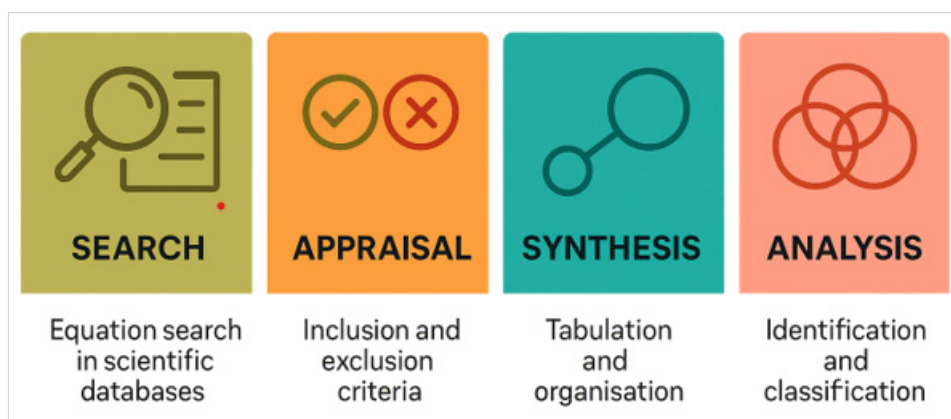 SEARCH
Equation search
in scientific
databases
APPRAISAL
Inclusion and
exclusion
criteria
SYNTHESIS
Tabulation
and
organisation
ANALYSIS
Identification
and
classification